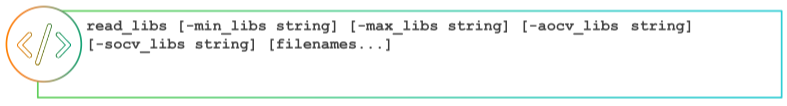 read_libs [-min_libs string] [-max_libs string] [-aocv_libs string]
[-socv_libs string] [filenames...]